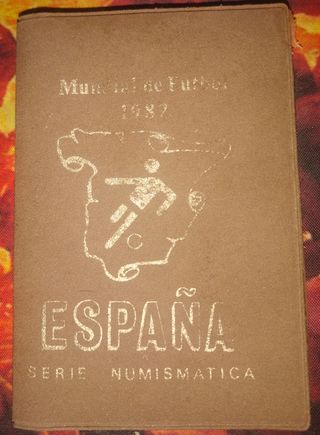 Mundial de Futbol
1982
ESPAÑA
SERIE NUMISMATICA